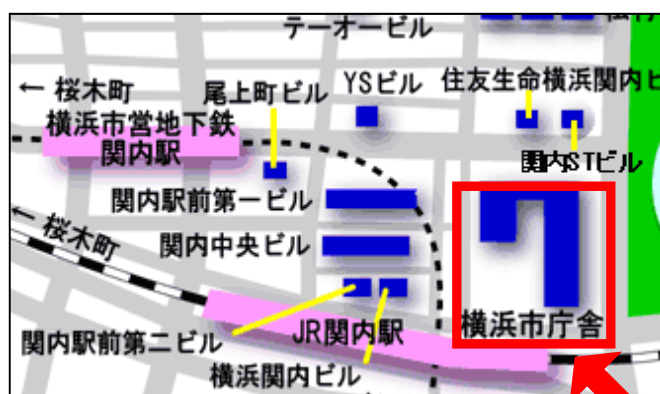 テーオービル
← 桜木町
尾上町ビル
YSビル
住友生命横浜関内ビ
横浜市営地下鉄
関内駅
関内STビル
関内駅前第一ビル
← 桜木町
関内中央ビル
関内駅前第二ビル
JR関内駅
横浜市庁舎
横浜関内ビル